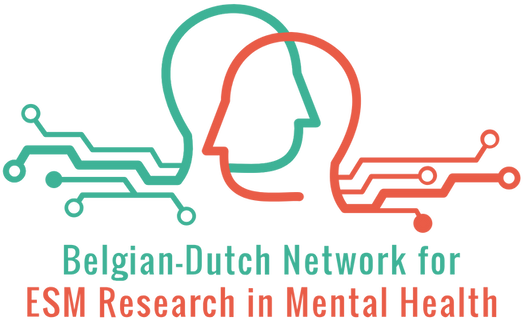 Belgian-Dutch Network for
ESM Research in Mental Health